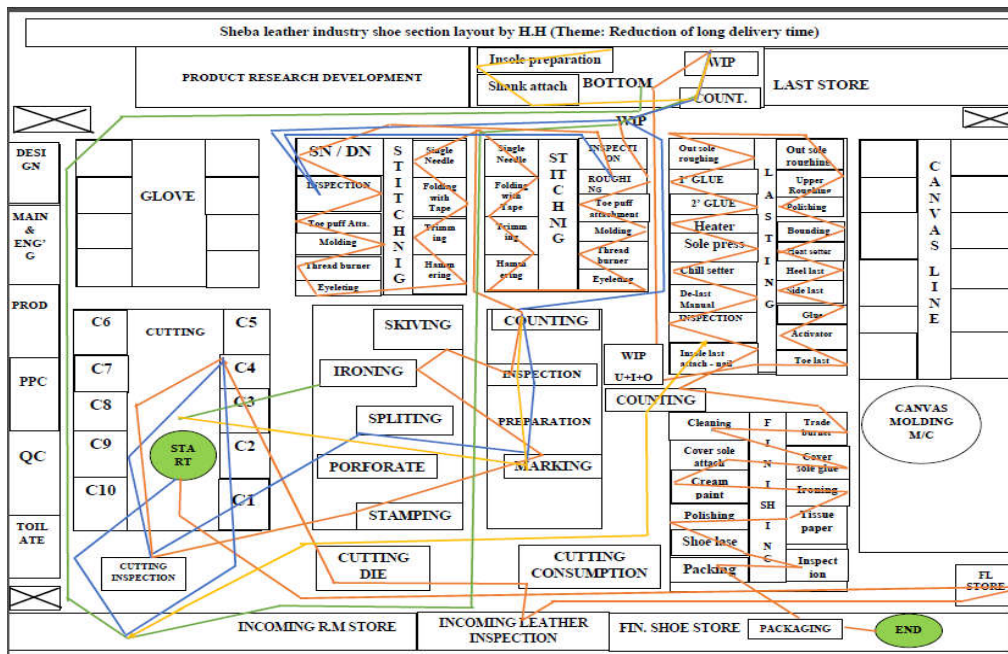 Sheba leather industry shoe section layout by H.H (Theme: Reduction of long delivery time)
PRODUCT RESEARCH DEVELOPMENT
Insole preparation
Shank attach
BOTTOM
WIP
COUNT.
LAST STORE
WIP
DESI
GN
MAIN
&
ENG'
G
PROD
PPC
QC
TOIL
ATE
GLOVE
SN / DN
INSPECTION
Toe puff Atta.
Molding
Thread burner
Eyeleting
STITCHNIG
Single
Needle
Folding
with
Tape
Trimm
ing
Hamm
ering
Single
Needle
Folding
with
Tape
Trimm
ing
Hamm
ering
STITCHNIG
INSPECTI
ON
ROUGHI
NG
Toe puff
attachment
Molding
Thread
burner
Eyeleting
Out sole
roughing
1' GLUE
2' GLUE
Heater
Sole press
Chill setter
De-last
Manual
INSPECTION
Insole last
attach - nail
LASTING
Out sole
roughing
Upper
Roughing
Polishing
Bounding
Heat setter
Heel last
Side last
Glue
Activator
Toe last
CANVAS LINE
C6
C7
C8
C9
C10
CUTTING
C5
C4
C3
C2
C1
STA
RT
CUTTING
INSPECTION
SKIVING
IRONING
SPLITING
PORFORATE
STAMPING
COUNTING
INSPECTION
PREPARATION
MARKING
WIP
U+I+O
COUNTING
CUTTING
DIE
CUTTING
CONSUMPTION
Cleaning
Cover sole
attach
Cream
paint
Polishing
Shoe lase
Packing
FINISHING
Trade
burner
Cover
sole glue
Ironing
Tissue
paper
Inspect
ion
CANVAS
MOLDING
M/C
FL
STORE
INCOMING R.M STORE
INCOMING LEATHER
INSPECTION
FIN. SHOE STORE
PACKAGING
END